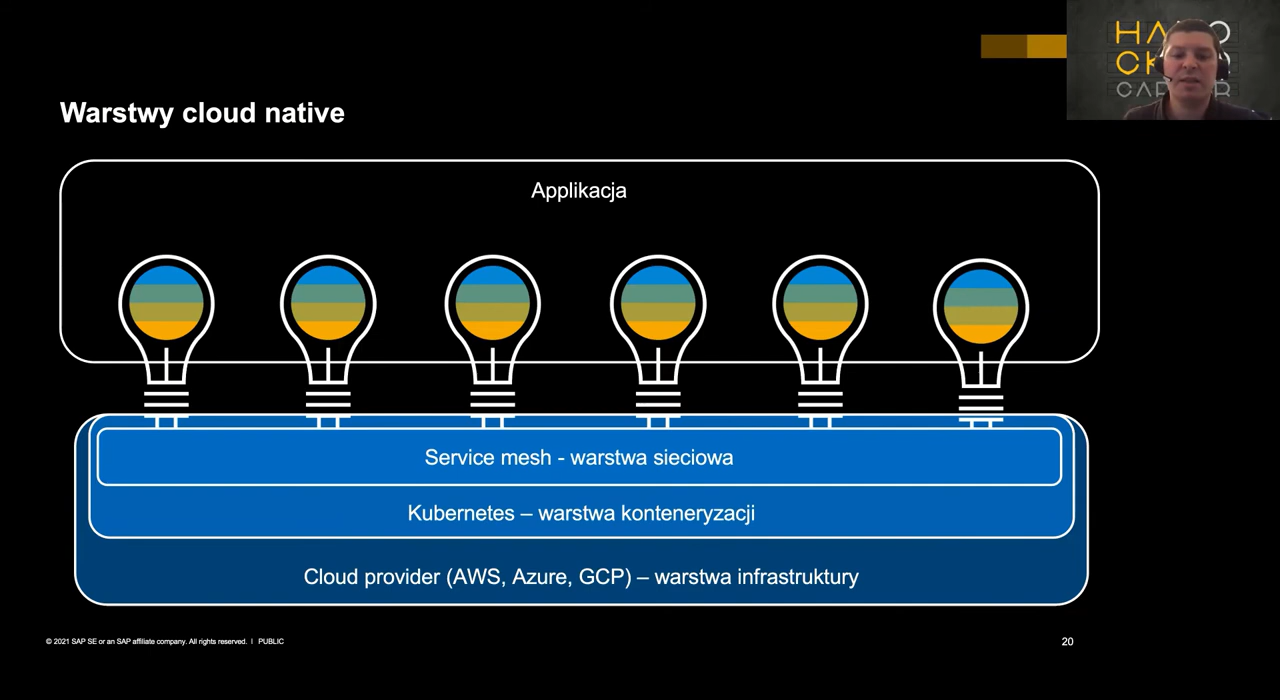 Warstwy cloud native
Applikacja
Service mesh - warstwa sieciowa
Kubernetes – warstwa konteneryzacji
Cloud provider (AWS, Azure, GCP) – warstwa infrastruktury
© 2021 SAP SE or an SAP affiliate company. All rights reserved. I PUBLIC
20